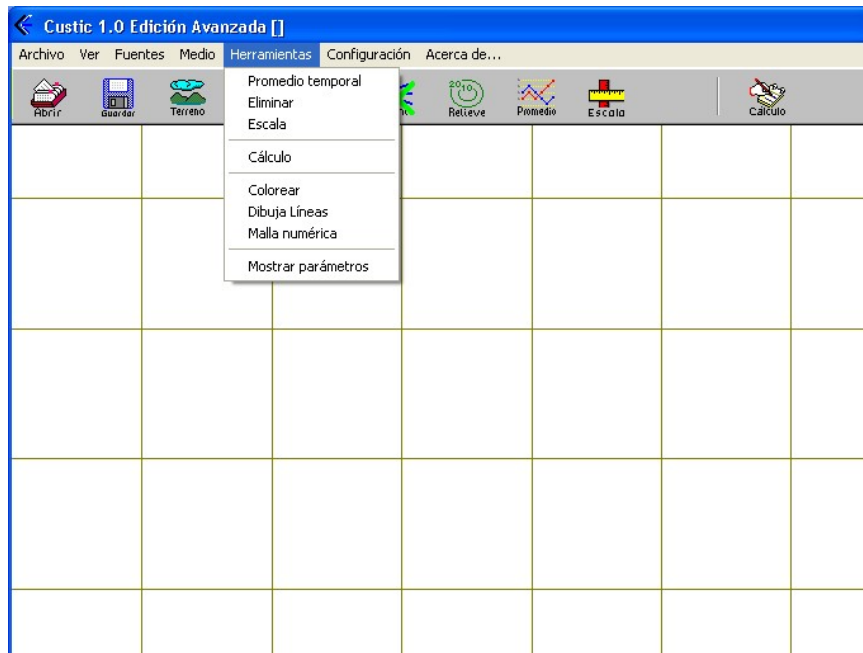 Custic 1.0 Edición Avanzada []
Archivo Ver Fuentes Medio Herramientas Configuración Acerca de...
Abrir Guardar Terreno Relieve Promedio Escala Cálculo
Promedio temporal
Eliminar
Escala
Cálculo
Colorear
Dibuja Líneas
Malla numérica
Mostrar parámetros